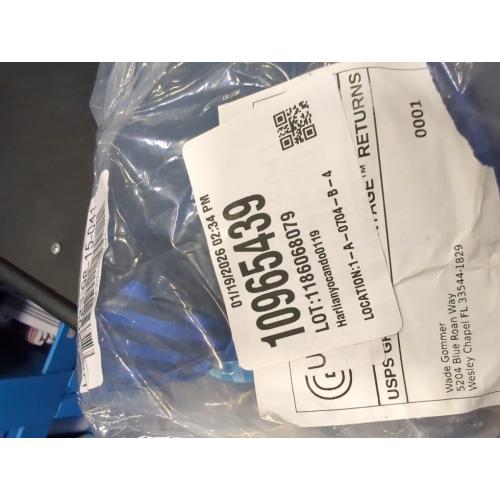 01/19/2026 02:34 PM
10965439
LOT:1186068079
Harlianyocando0119
LOCATION:1-A-0704-B-4
RETURNS
0001
USPS
Wade Gommer
5204 Blue Roan Way
Wesley Chapel FL 33544-1829